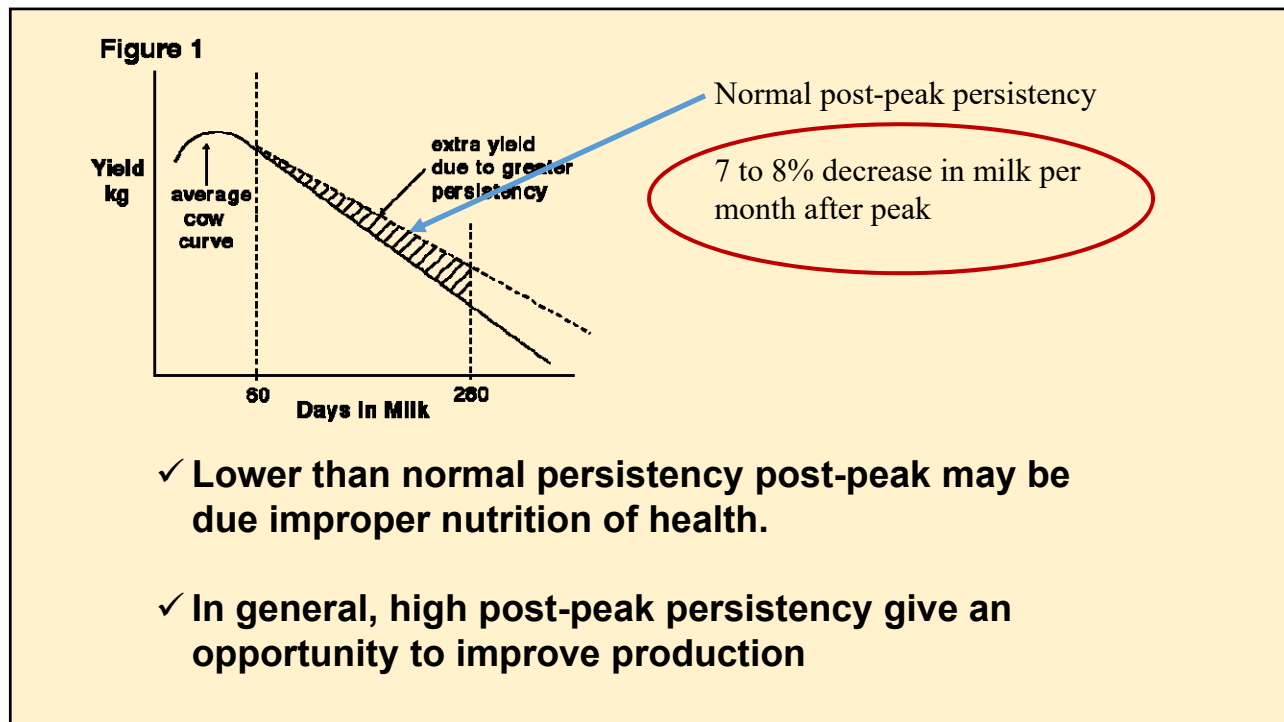 Figure 1
Normal post-peak persistency
7 to 8% decrease in milk per
month after peak
Yield
kg
average
cow
curve
extra yield
due to greater
persistency
60
260
Days in Milk
✓ Lower than normal persistency post-peak may be
due improper nutrition of health.
✓ In general, high post-peak persistency give an
opportunity to improve production